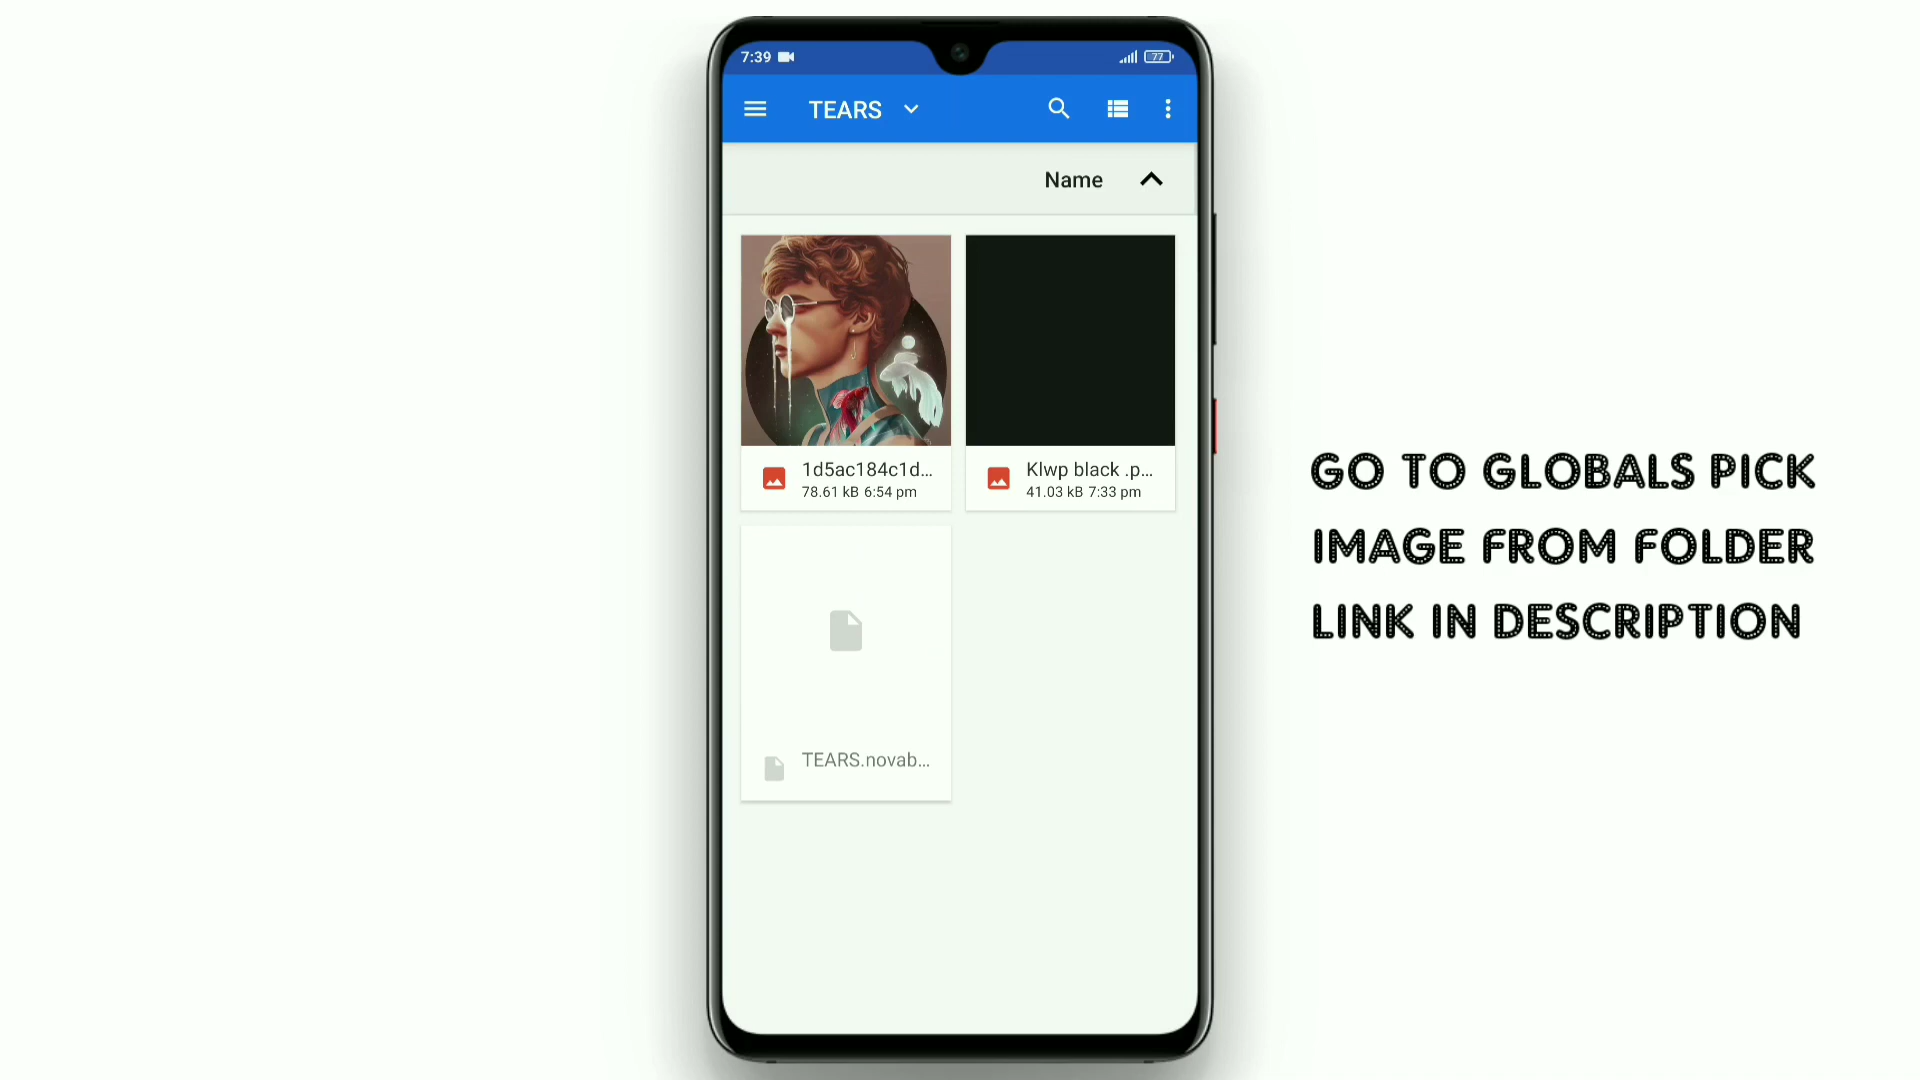 7:39
77
TEARS
Name
1d5ac184c1d...
78.61 kB 6:54 pm
Klwp black .p...
41.03 kB 7:33 pm
TEARS.novab...
GO TO GLOBALS PICK
IMAGE FROM FOLDER
LINK IN DESCRIPTION